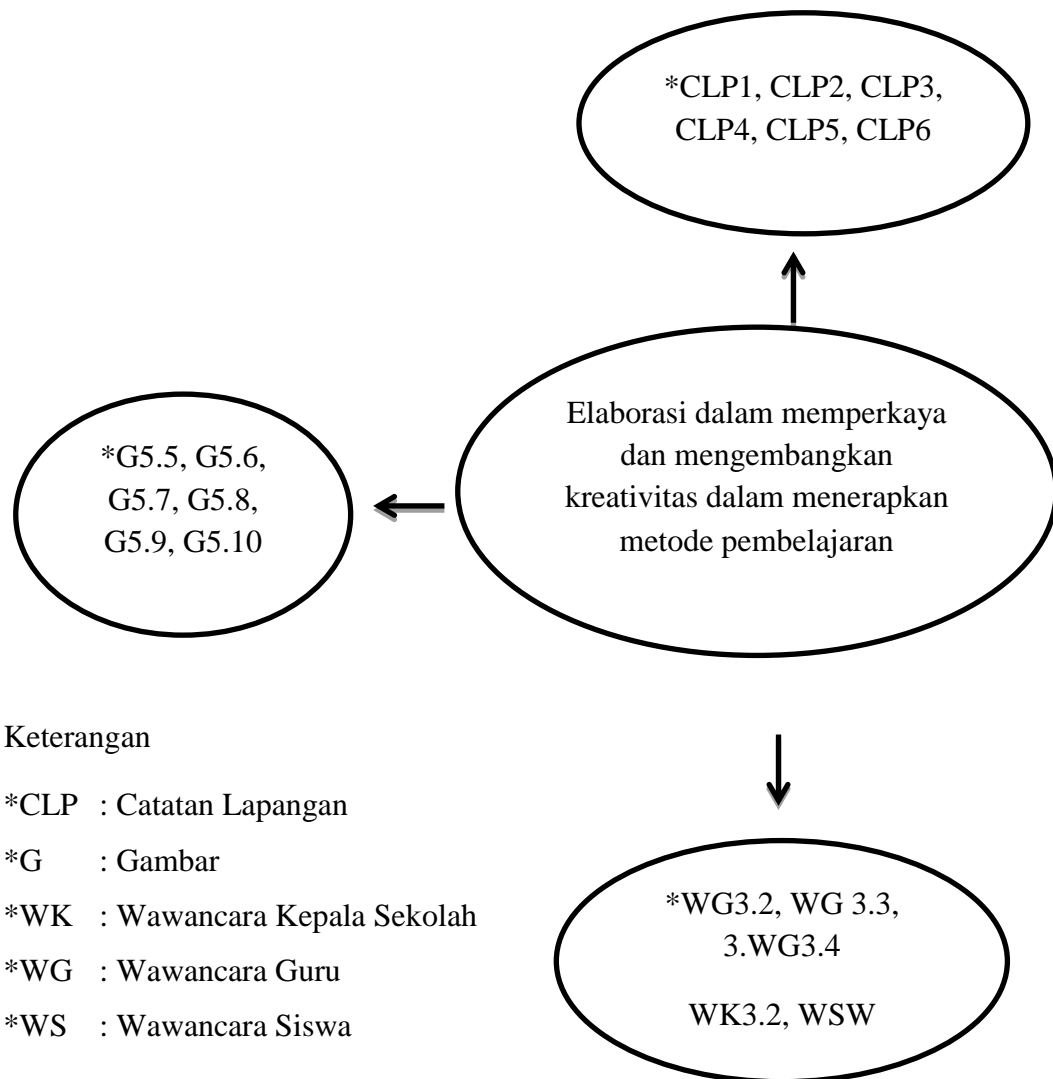 *CLP1, CLP2, CLP3,
CLP4, CLP5, CLP6
Elaborasi dalam memperkaya
dan mengembangkan
kreativitas dalam menerapkan
metode pembelajaran
*G5.5, G5.6,
G5.7, G5.8,
G5.9, G5.10
Keterangan
*CLP : Catatan Lapangan
*G : Gambar
*WK : Wawancara Kepala Sekolah
*WG : Wawancara Guru
*WS : Wawancara Siswa
*WG3.2, WG 3.3,
3.WG3.4
WK3.2, WSW